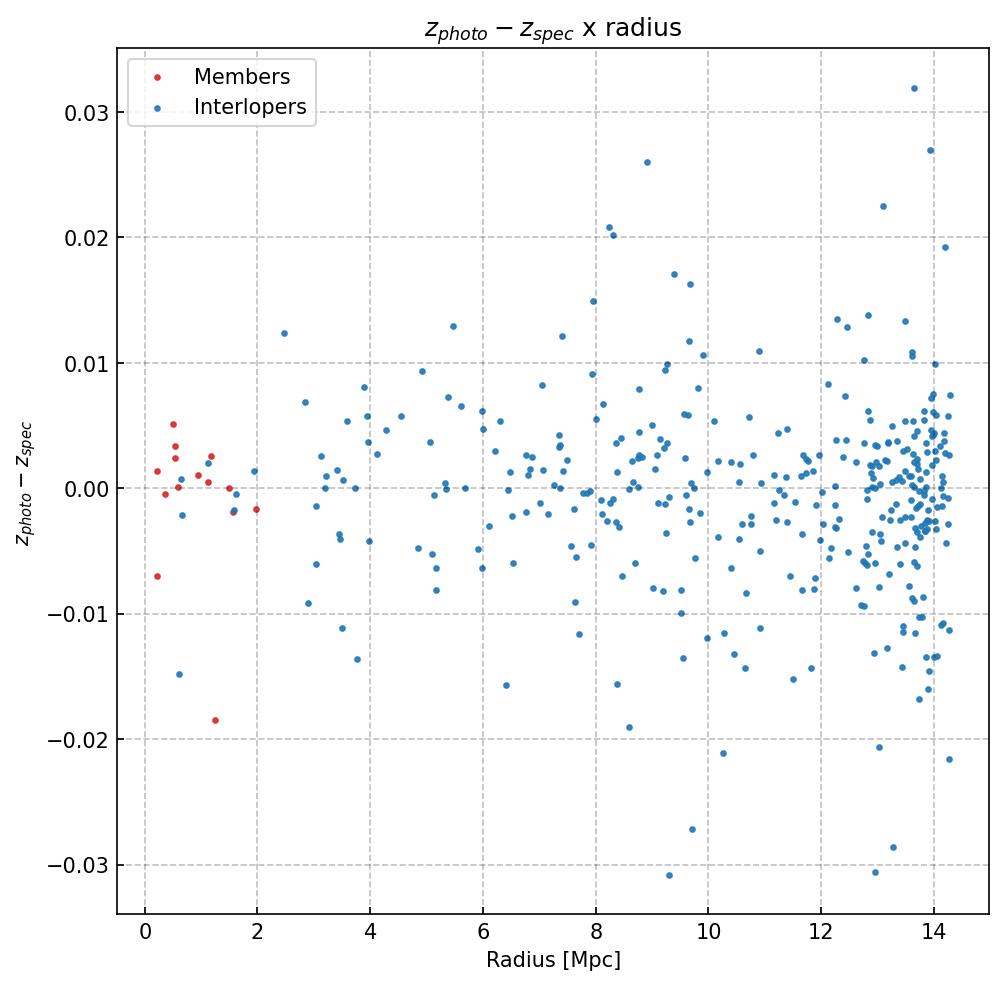 z_photo − z_spec x radius
Members
Interlopers
0.03
0.02
0.01
0.00
−0.01
−0.02
−0.03
z_photo − z_spec
0 2 4 6 8 10 12 14
Radius [Mpc]